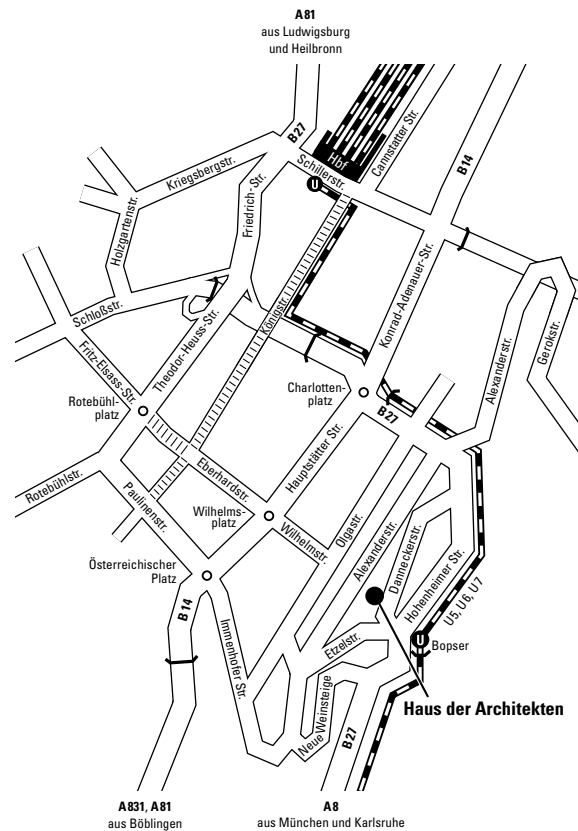 A81
aus Ludwigsburg
und Heilbronn
B27
Hbf
Cannstatter Str.
B14
Kriegsbergstr.
Schillerstr.
U
Holzgartenstr.
Friedrich-Str.
Königstr.
Konrad-Adenauer-Str.
Schloßstr.
Theodor-Heuss-Str.
Alexanderstr.
Gerokstr.
Fritz-Elsass-Str.
Rotebühl-
platz
Charlotten-
platz
B27
Hauptstätter Str.
Rotebühlstr.
Paulinenstr.
Eberhardstr.
Wilhelms-
platz
Wilhelmstr.
Olgastr.
Alexanderstr.
Danneckerstr.
Hohenheimer Str.
U5, U6, U7
Österreichischer
Platz
B 14
Immenhofer Str.
Etzelstr.
U
Bopser
Neue Weinsteige
B27
Haus der Architekten
A831, A81
aus Böblingen
A8
aus München und Karlsruhe